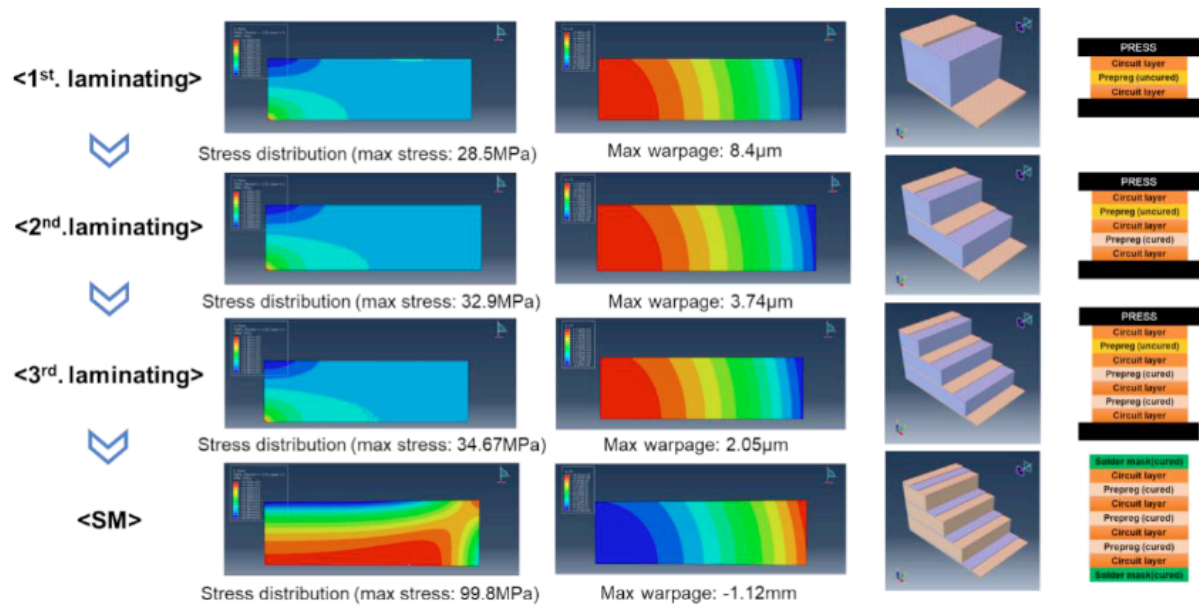 <1st. laminating>
Stress distribution (max stress: 28.5MPa)
Max warpage: 8.4μm
PRESS
Circuit layer
Prepreg (uncured)
Circuit layer
<2nd.laminating>
Stress distribution (max stress: 32.9MPa)
Max warpage: 3.74μm
PRESS
Circuit layer
Prepreg (uncured)
Circuit layer
Prepreg (cured)
Circuit layer
<3rd. laminating>
Stress distribution (max stress: 34.67MPa)
Max warpage: 2.05μm
PRESS
Circuit layer
Prepreg (uncured)
Circuit layer
Prepreg (cured)
Circuit layer
Prepreg (cured)
Circuit layer
<SM>
Stress distribution (max stress: 99.8MPa)
Max warpage: -1.12mm
Solder mask(cured)
Circuit layer
Prepreg (cured)
Circuit layer
Prepreg (cured)
Circuit layer
Prepreg (cured)
Circuit layer
Solder mask(cured)